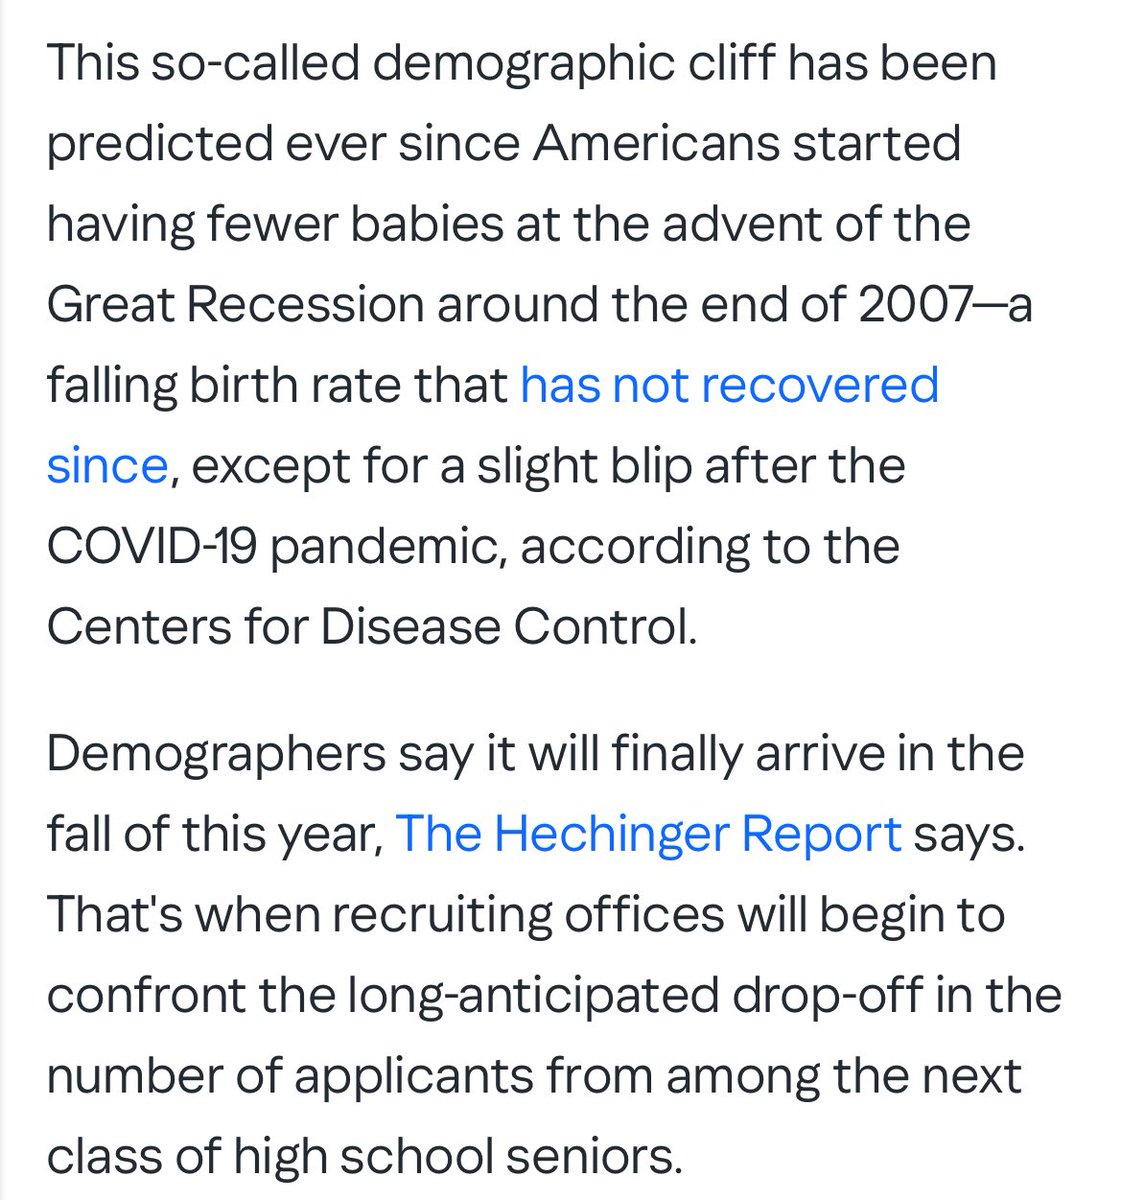 This so-called demographic cliff has been
predicted ever since Americans started
having fewer babies at the advent of the
Great Recession around the end of 2007—a
falling birth rate that has not recovered
since, except for a slight blip after the
COVID-19 pandemic, according to the
Centers for Disease Control.
Demographers say it will finally arrive in the
fall of this year, The Hechinger Report says.
That's when recruiting offices will begin to
confront the long-anticipated drop-off in the
number of applicants from among the next
class of high school seniors.